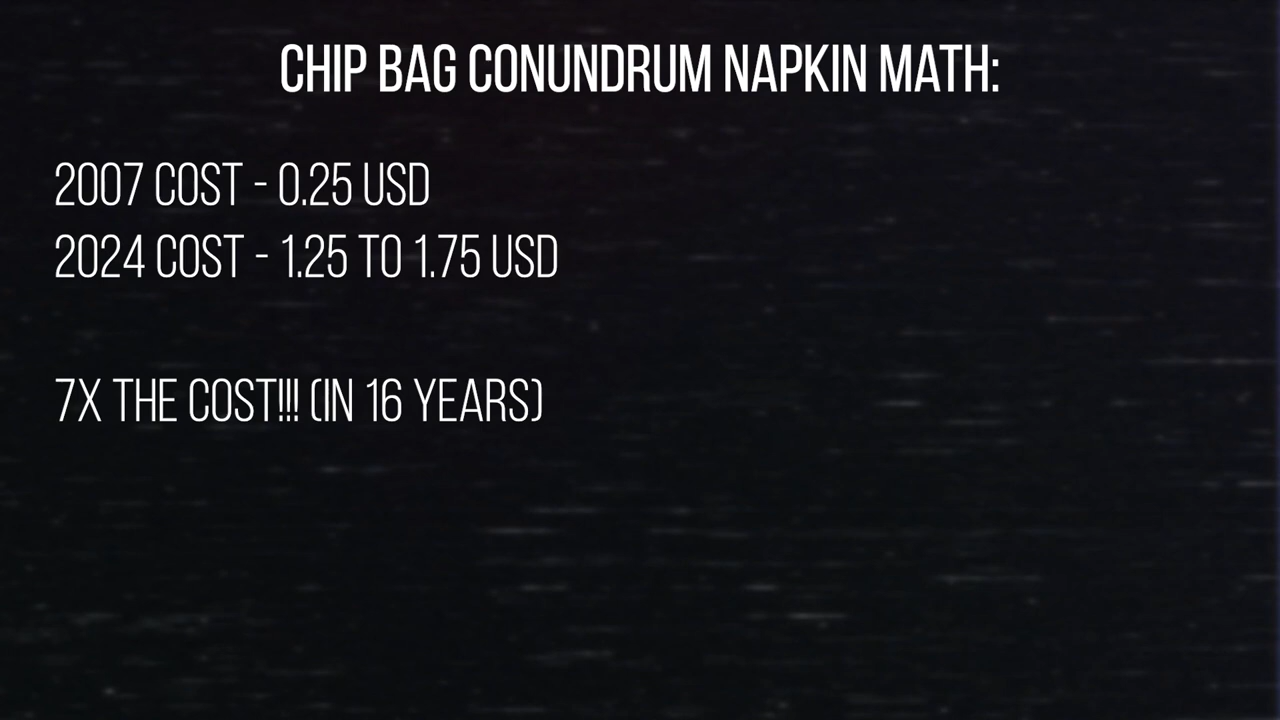 CHIP BAG CONUNDRUM NAPKIN MATH:
2007 COST - 0.25 USD
2024 COST - 1.25 TO 1.75 USD
7X THE COST!!! (IN 16 YEARS)